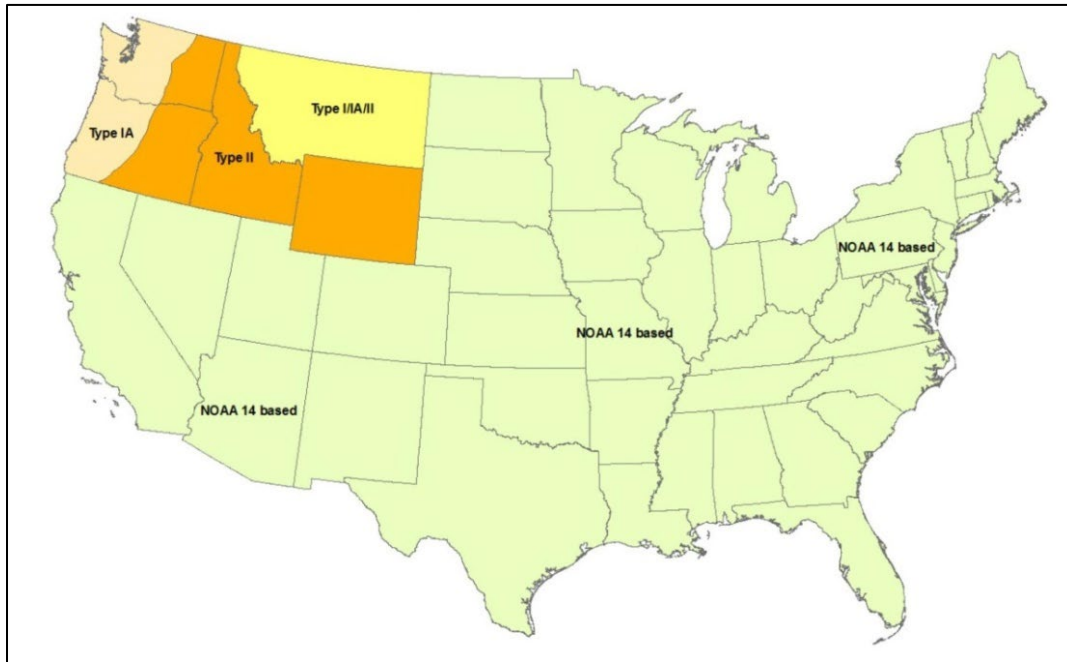 Type I/IA/II
Type IA
Type II
NOAA 14 based
NOAA 14 based
NOAA 14 based